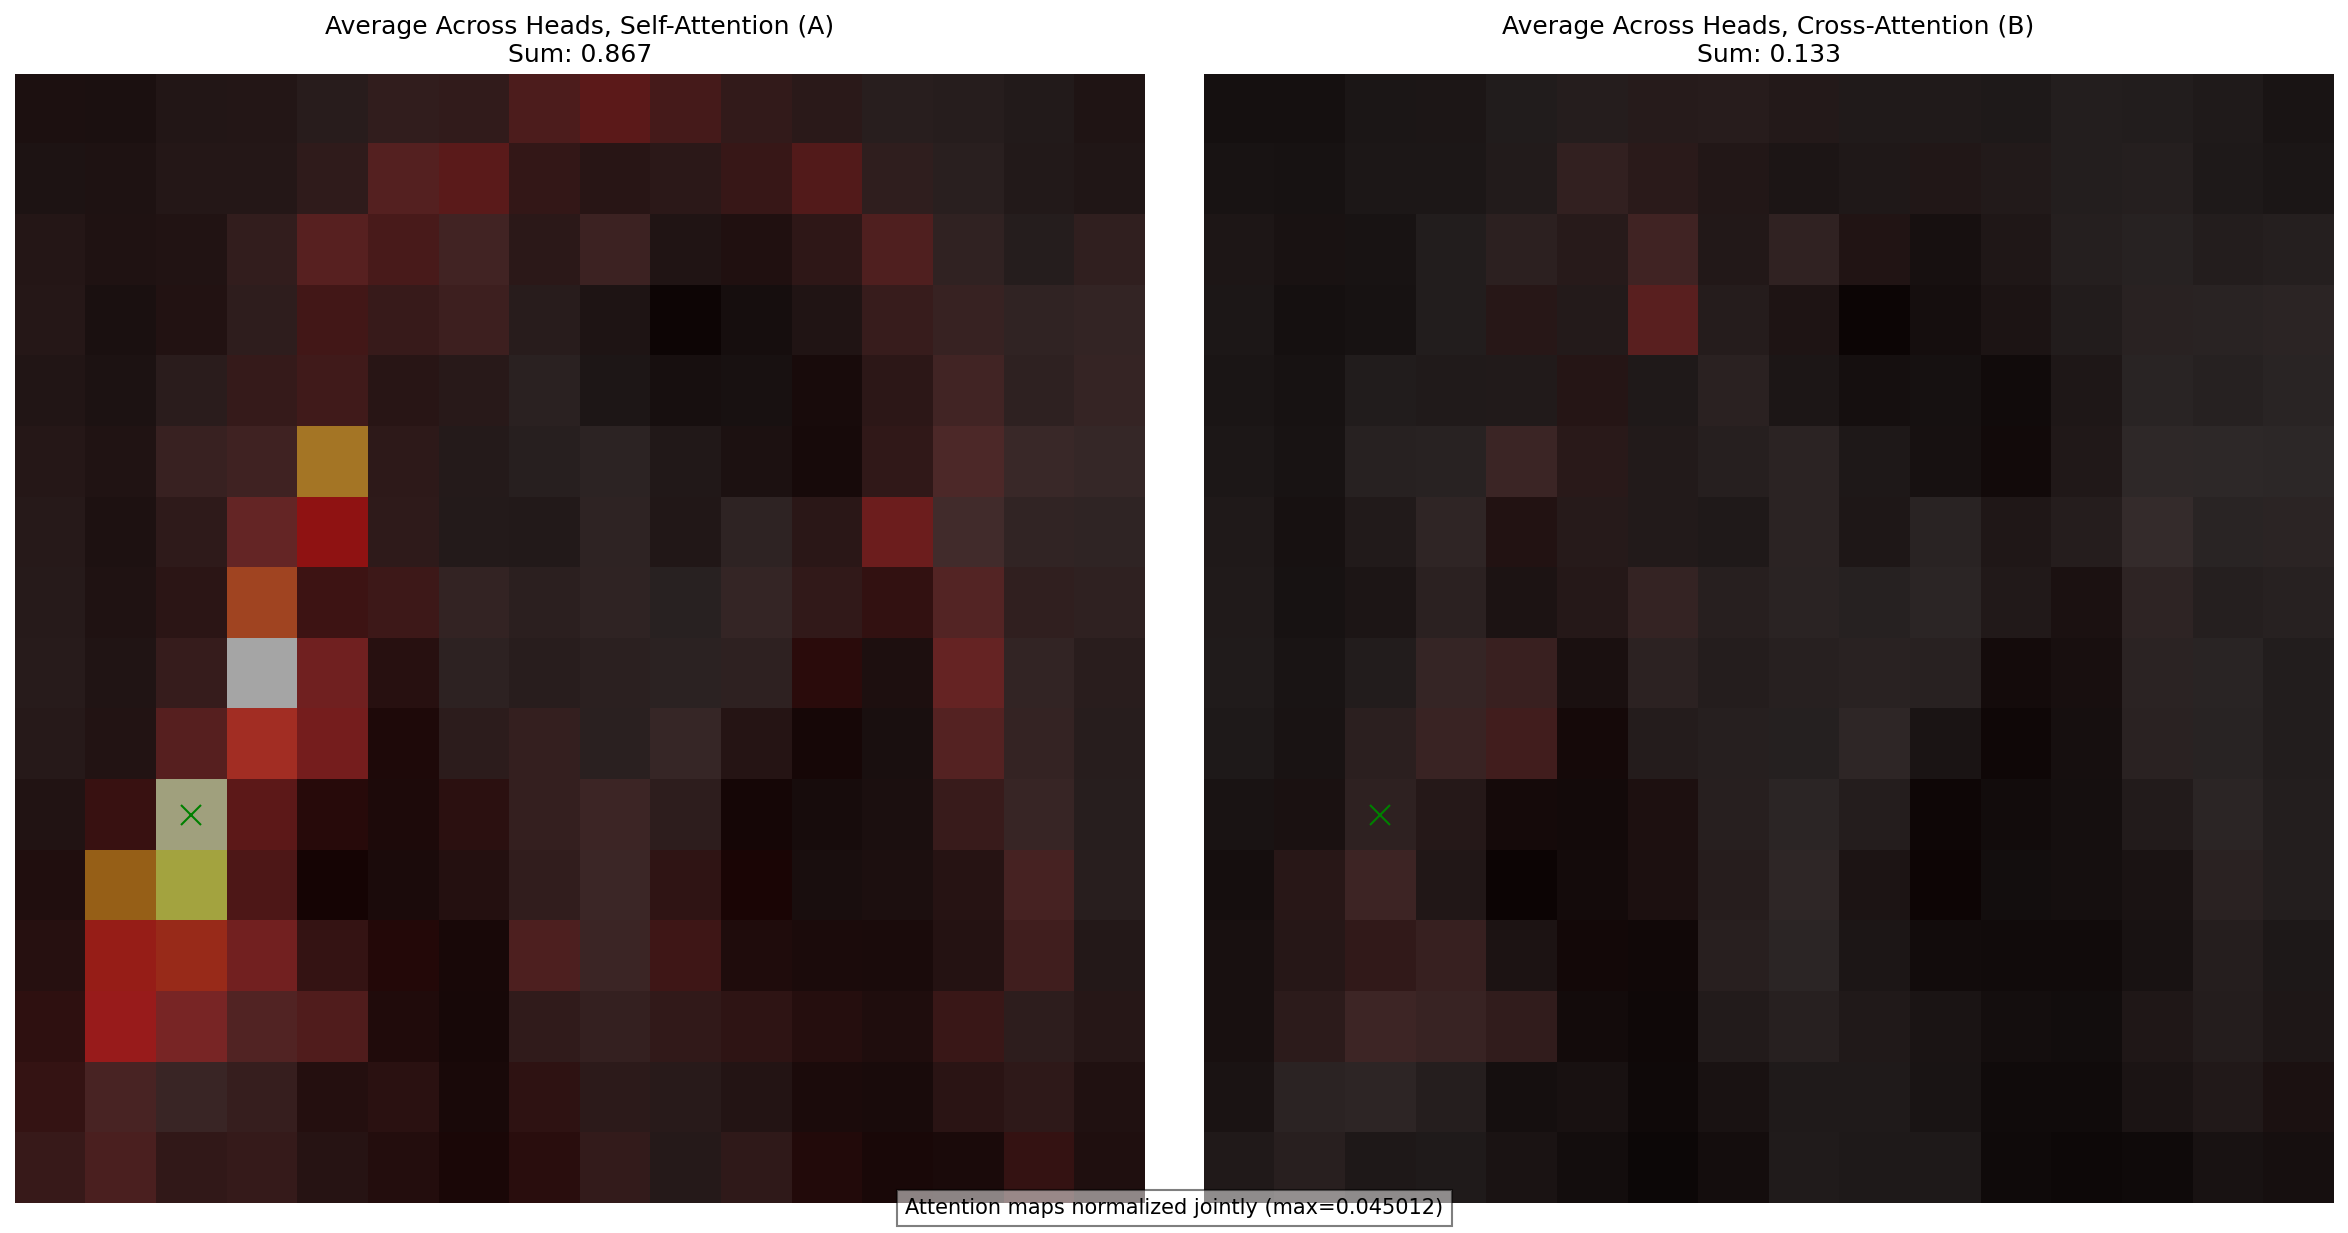 Average Across Heads, Self-Attention (A)
Sum: 0.867
Average Across Heads, Cross-Attention (B)
Sum: 0.133
Attention maps normalized jointly (max=0.045012)